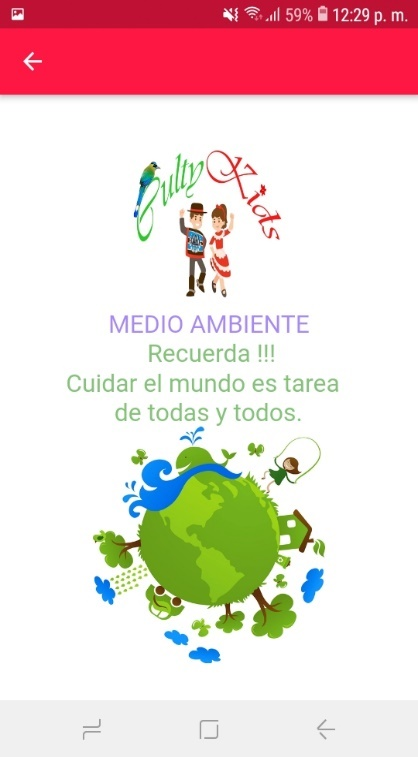 59% 12:29 p. m.
Culty Kids
MEDIO AMBIENTE
Recuerda !!!
Cuidar el mundo es tarea
de todas y todos.